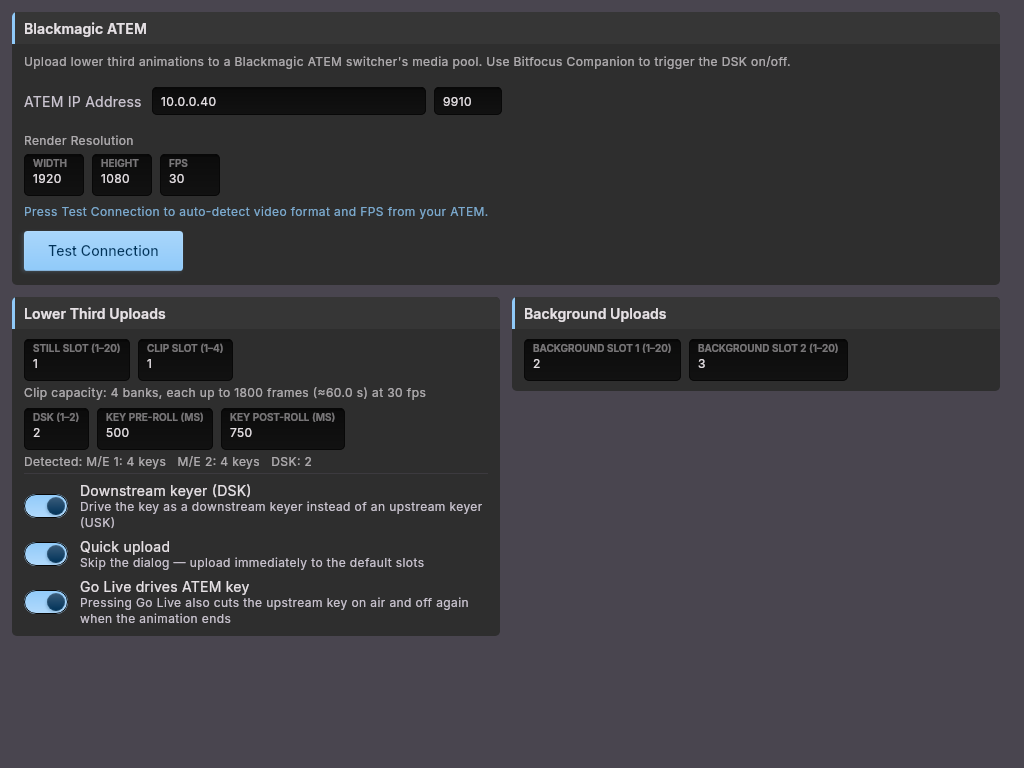 Blackmagic ATEM
Upload lower third animations to a Blackmagic ATEM switcher's media pool. Use Bitfocus Companion to trigger the DSK on/off.
ATEM IP Address 10.0.0.40 9910
Render Resolution
WIDTH HEIGHT FPS
1920 1080 30
Press Test Connection to auto-detect video format and FPS from your ATEM.
Test Connection
Lower Third Uploads
STILL SLOT (1–20) CLIP SLOT (1–4)
1 1
Clip capacity: 4 banks, each up to 1800 frames (≈60.0 s) at 30 fps
DSK (1–2) KEY PRE-ROLL (MS) KEY POST-ROLL (MS)
2 500 750
Detected: M/E 1: 4 keys M/E 2: 4 keys DSK: 2
Downstream keyer (DSK)
Drive the key as a downstream keyer instead of an upstream keyer
(USK)
Quick upload
Skip the dialog — upload immediately to the default slots
Go Live drives ATEM key
Pressing Go Live also cuts the upstream key on air and off again
when the animation ends
Background Uploads
BACKGROUND SLOT 1 (1–20) BACKGROUND SLOT 2 (1–20)
2 3